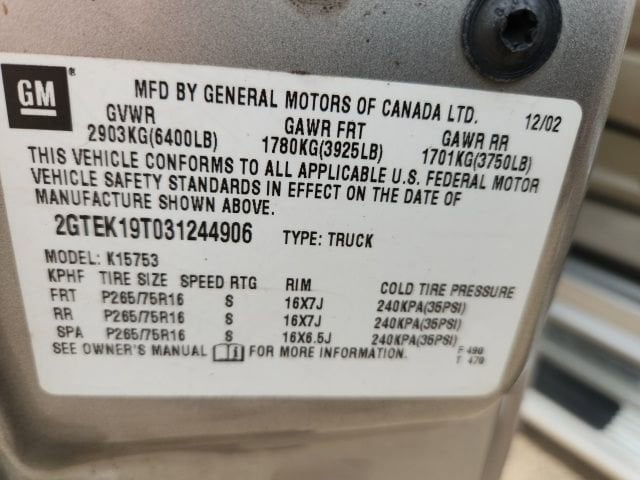 GM®
MFD BY GENERAL MOTORS OF CANADA LTD. 12/02
GVWR GAWR FRT GAWR RR
2903KG(6400LB) 1780KG(3925LB) 1701KG(3750LB)
THIS VEHICLE CONFORMS TO ALL APPLICABLE U.S. FEDERAL MOTOR
VEHICLE SAFETY STANDARDS IN EFFECT ON THE DATE OF
MANUFACTURE SHOWN ABOVE.
2GTEK19T031244906 TYPE: TRUCK
MODEL: K15753
KPHF TIRE SIZE SPEED RTG RIM COLD TIRE PRESSURE
FRT P265/75R16 S 16X7J 240KPA(35PSI)
RR P265/75R16 S 16X7J 240KPA(35PSI)
SPA P265/75R16 S 16X6.5J 240KPA(35PSI)
SEE OWNER'S MANUAL FOR MORE INFORMATION. F 490
T 470